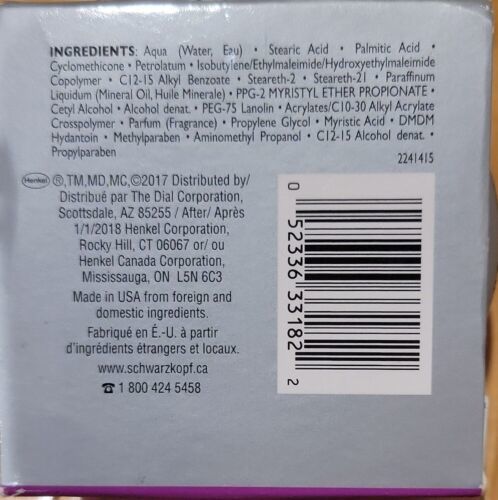 INGREDIENTS: Aqua (Water, Eau) • Stearic Acid • Palmitic Acid •
Cyclomethicone • Petrolatum • Isobutylene/Ethylmaleimide/Hydroxyethylmaleimide
Copolymer • C12-15 Alkyl Benzoate • Steareth-2 • Steareth-21 • Paraffinum
Liquidum (Mineral Oil, Huile Minerale) • PPG-2 MYRISTYL ETHER PROPIONATE •
Cetyl Alcohol • Alcohol denat. • PEG-75 Lanolin • Acrylates/C10-30 Alkyl Acrylate
Crosspolymer • Parfum (Fragrance) • Propylene Glycol • Myristic Acid • DMDM
Hydantoin • Methylparaben • Aminomethyl Propanol • C12-15 Alcohol denat. •
Propylparaben
2241415
Henkel ®,TM,MD,MC,©2017 Distributed by/
Distribué par The Dial Corporation,
Scottsdale, AZ 85255 / After/ Après
1/1/2018 Henkel Corporation,
Rocky Hill, CT 06067 or/ ou
Henkel Canada Corporation,
Mississauga, ON L5N 6C3
Made in USA from foreign and
domestic ingredients.
Fabriqué en É.-U. à partir
d'ingrédients étrangers et locaux.
www.schwarzkopf.ca
☎ 1 800 424 5458
0 52336 33182 2